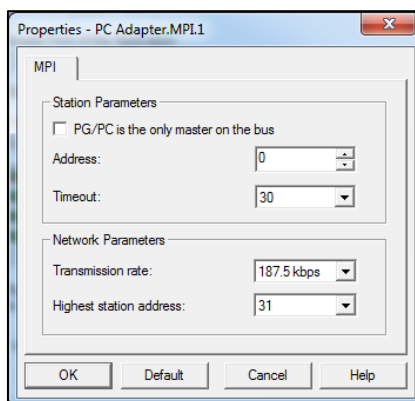 Properties - PC Adapter.MPI.1
MPI
Station Parameters
PG/PC is the only master on the bus
Address: 0
Timeout: 30
Network Parameters
Transmission rate: 187.5 kbps
Highest station address: 31
OK Default Cancel Help